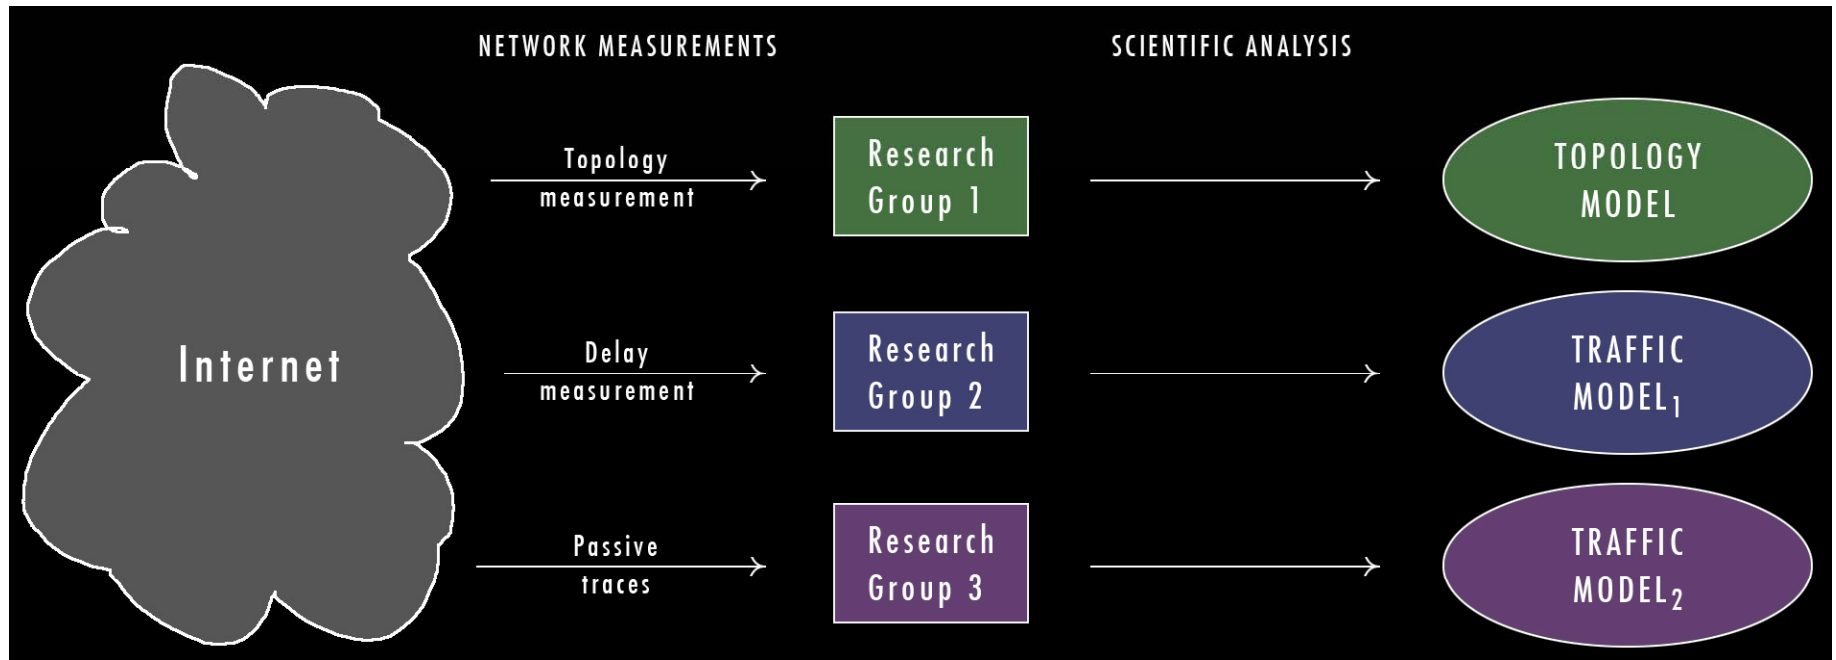 NETWORK MEASUREMENTS
SCIENTIFIC ANALYSIS
Internet
Topology
measurement
Research
Group 1
TOPOLOGY
MODEL
Delay
measurement
Research
Group 2
TRAFFIC
MODEL₁
Passive
traces
Research
Group 3
TRAFFIC
MODEL₂